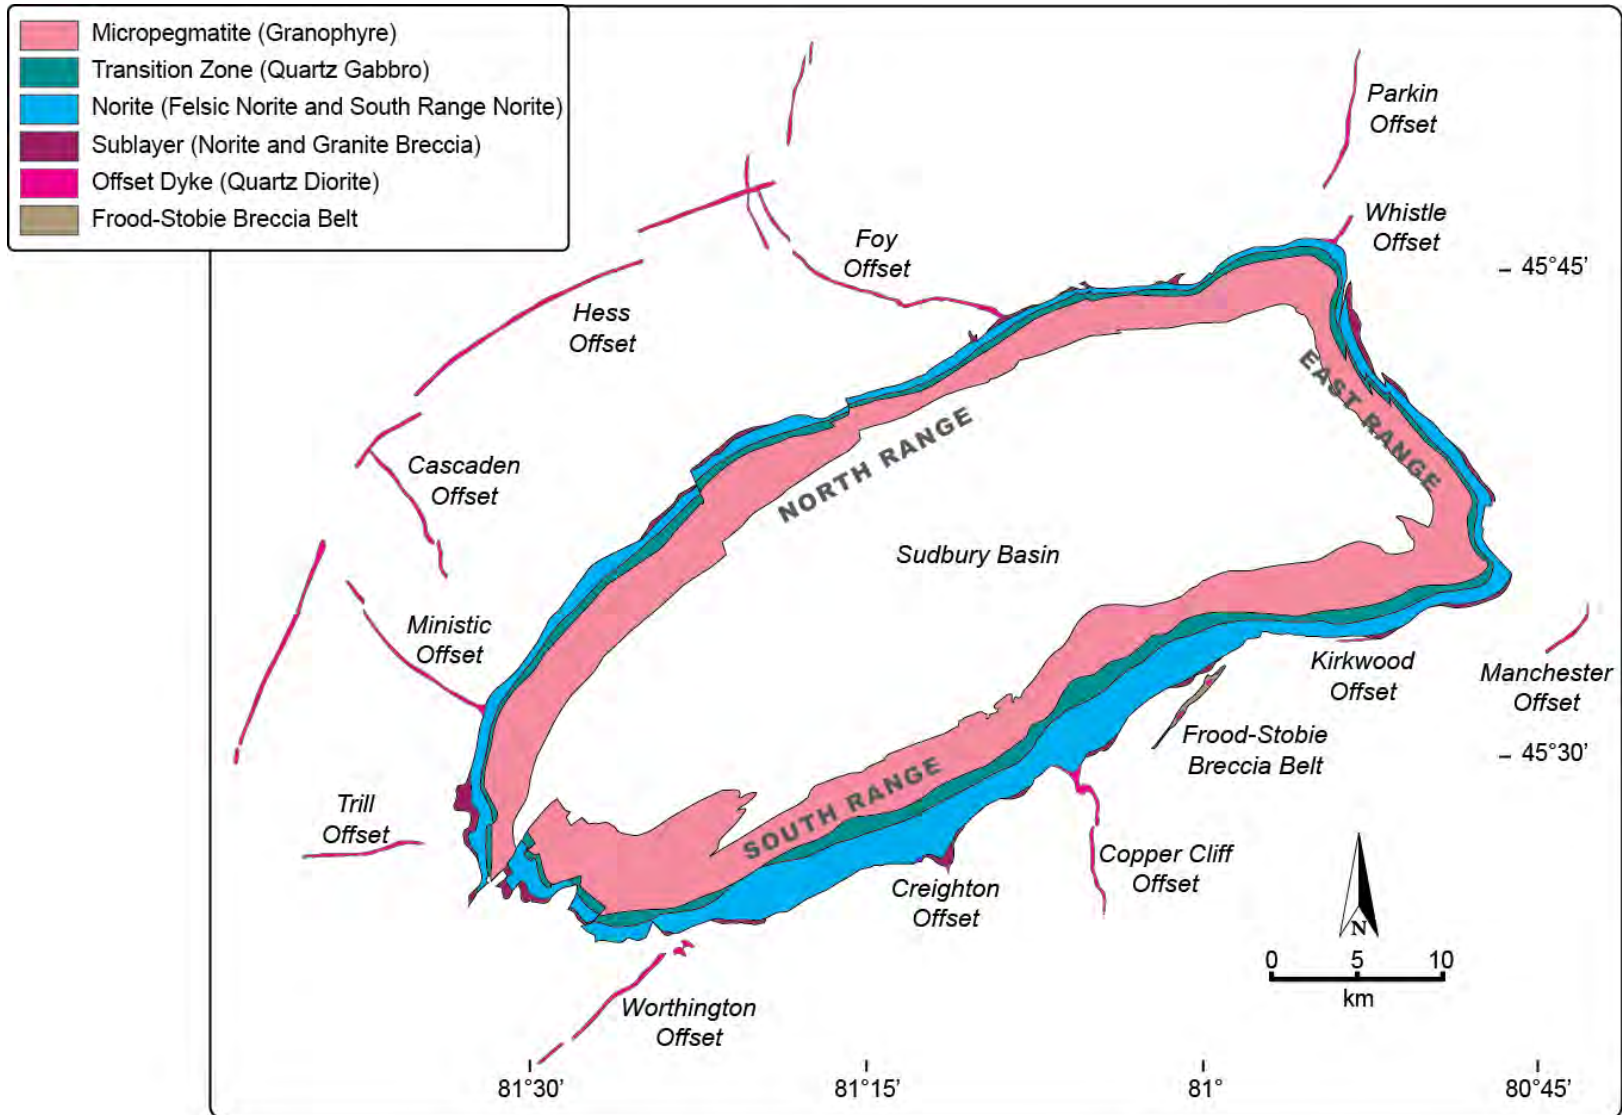 Micropegmatite (Granophyre)
Transition Zone (Quartz Gabbro)
Norite (Felsic Norite and South Range Norite)
Sublayer (Norite and Granite Breccia)
Offset Dyke (Quartz Diorite)
Frood-Stobie Breccia Belt
Parkin
Offset
Whistle
Offset
Foy
Offset
45°45'
Hess
Offset
EAST RANGE
NORTH RANGE
Cascaden
Offset
Sudbury Basin
Ministic
Offset
Kirkwood
Offset
Manchester
Offset
Frood-Stobie
Breccia Belt
45°30'
SOUTH RANGE
Trill
Offset
Copper Cliff
Offset
Creighton
Offset
N
0 5 10
km
Worthington
Offset
81°30' 81°15' 81° 80°45'